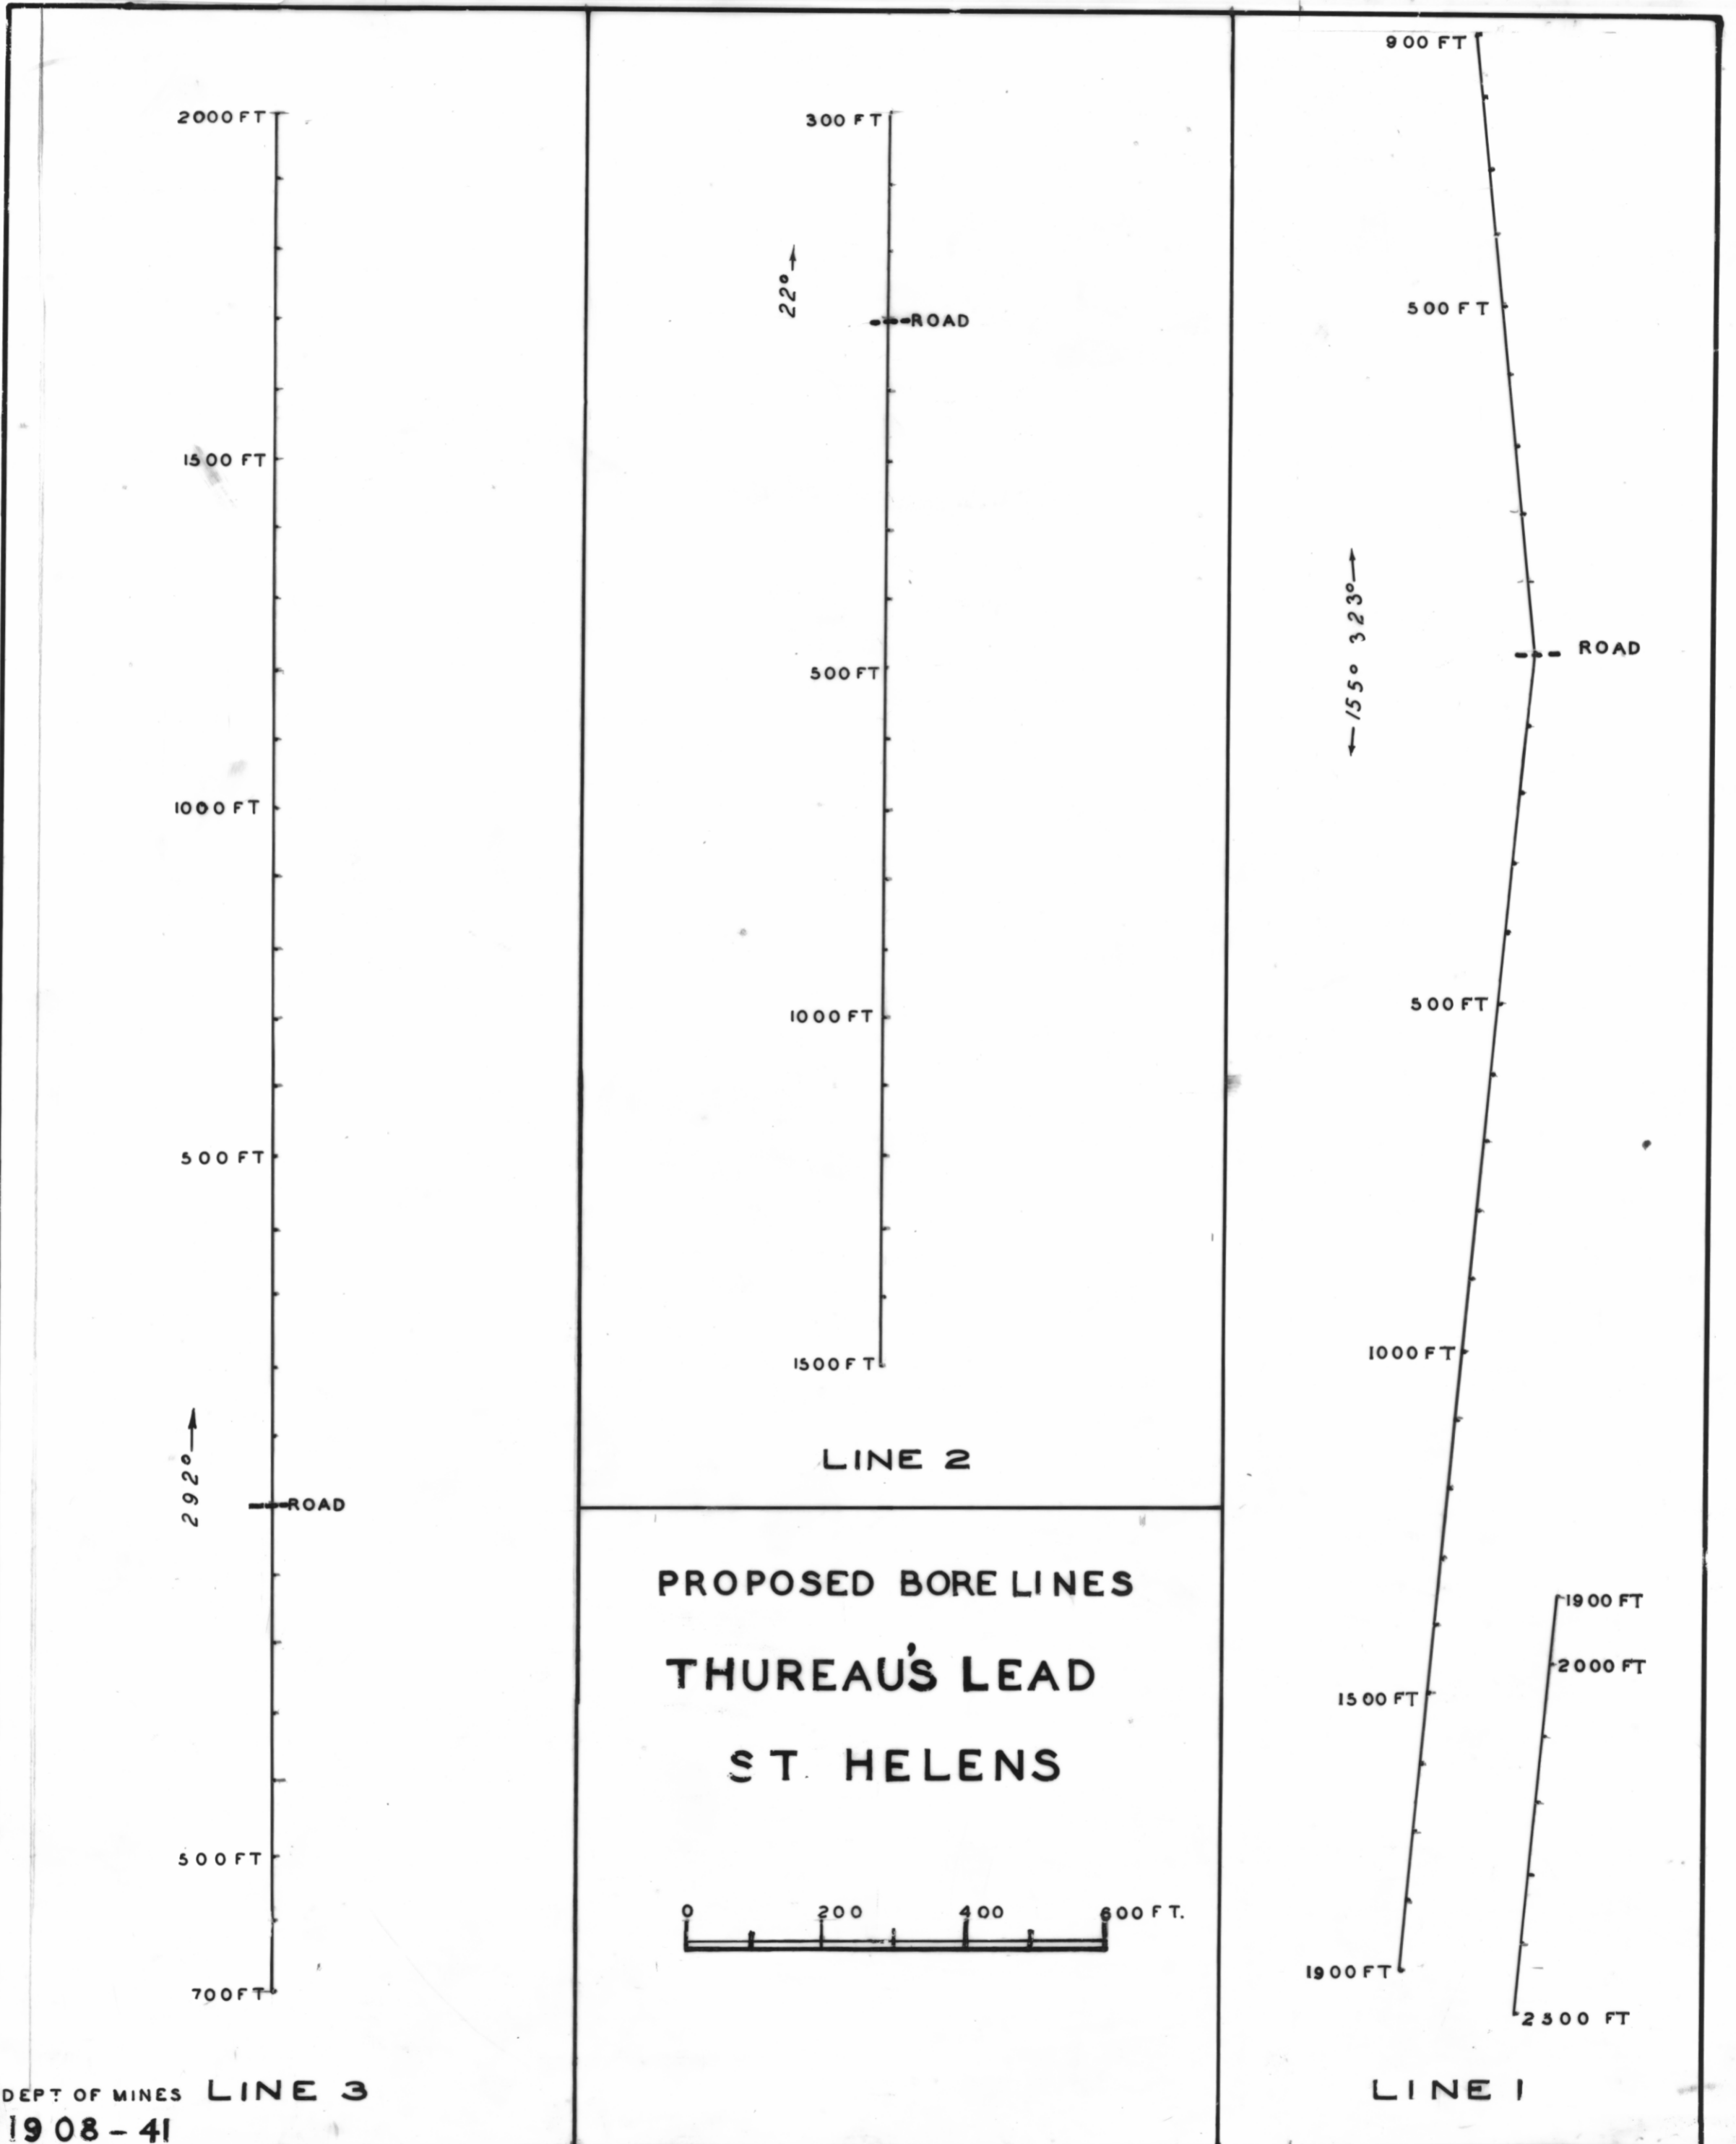 2000 FT
1500 FT
1000 FT
500 FT
292°
ROAD
500 FT
700 FT
LINE 3
DEPT OF MINES
1908-41
300 FT
22°
ROAD
500 FT
1000 FT
1500 FT
LINE 2
PROPOSED BORE LINES
THUREAU'S LEAD
ST. HELENS
0 200 400 600 FT.
900 FT
500 FT
155° 323°
ROAD
500 FT
1000 FT
1500 FT
1900 FT
1900 FT
2000 FT
2500 FT
LINE 1